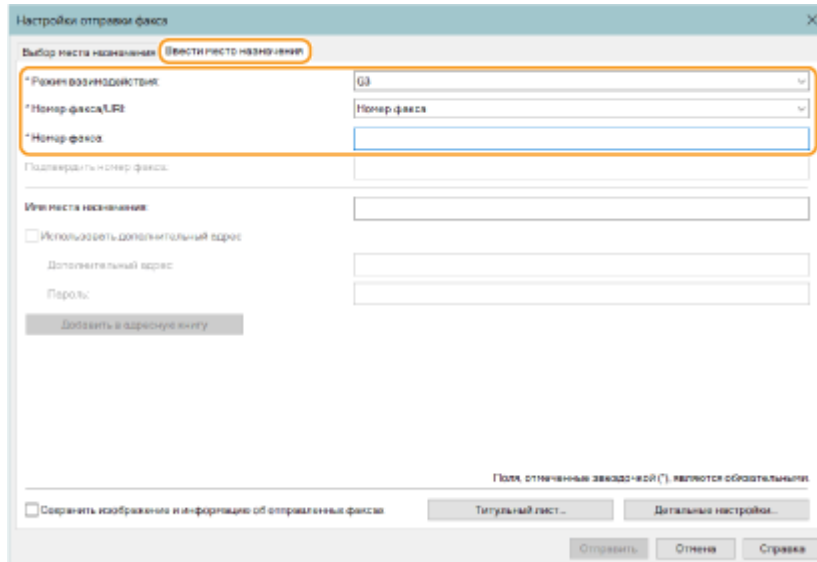 Настройки отправки факса
Выбор места назначения Ввести место назначения
* Режим взаимодействия: G3
* Номер факса/URI: Номер факса
* Номер факса:
Подтвердить номер факса:
Имя места назначения:
Использовать дополнительный адрес
Дополнительный адрес:
Пароль:
Добавить в адресную книгу
Поля, отмеченные звездочкой (*), являются обязательными.
Сохранить изображение и информацию об отправленных факсах
Титульный лист... Детальные настройки...
Отправить Отмена Справка